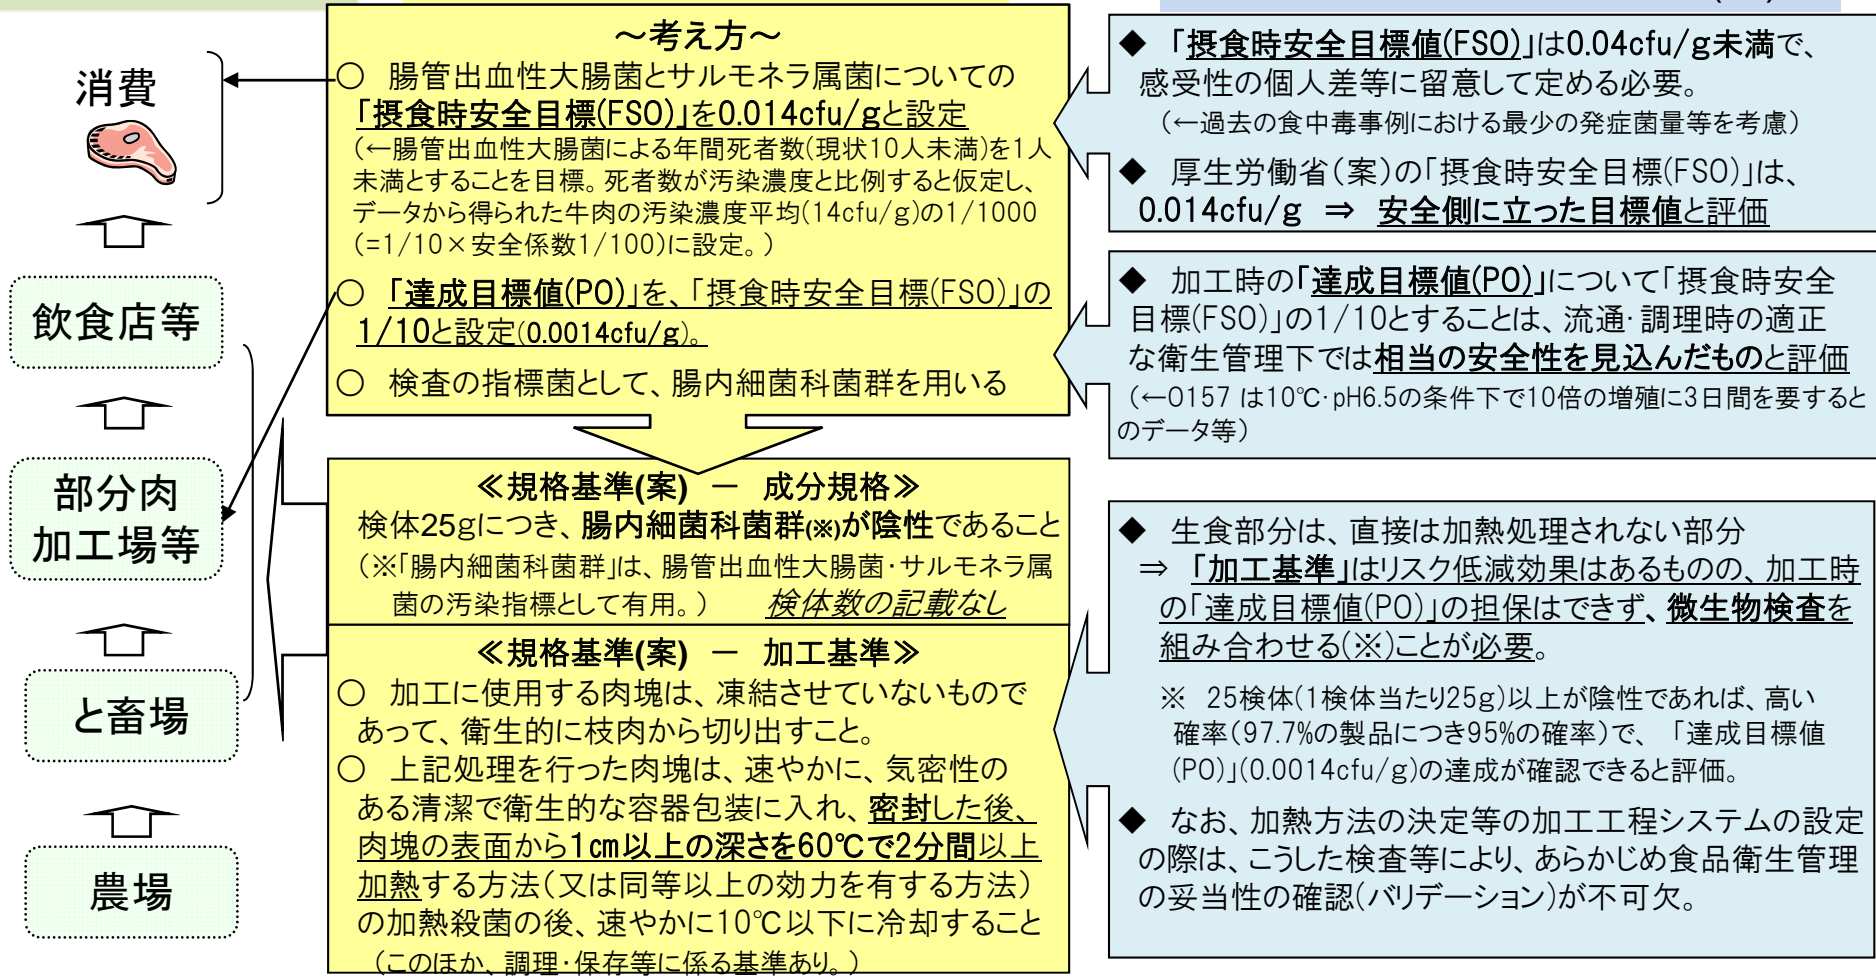 消費
飲食店等
部分肉
加工場等
と畜場
農場
～考え方～
○ 腸管出血性大腸菌とサルモネラ属菌についての
「摂食時安全目標(FSO)」を0.014cfu/gと設定
(←腸管出血性大腸菌による年間死者数(現状10人未満)を1人
未満とすることを目標。死者数が汚染濃度と比例すると仮定し、
データから得られた牛肉の汚染濃度平均(14cfu/g)の1/1000
(=1/10×安全係数1/100)に設定。)
○ 「達成目標値(PO)」を、「摂食時安全目標(FSO)」の
1/10と設定(0.0014cfu/g)。
○ 検査の指標菌として、腸内細菌科菌群を用いる
≪規格基準(案) － 成分規格≫
検体25gにつき、腸内細菌科菌群(※)が陰性であること
(※「腸内細菌科菌群」は、腸管出血性大腸菌・サルモネラ属
菌の汚染指標として有用。) 検体数の記載なし
≪規格基準(案) － 加工基準≫
○ 加工に使用する肉塊は、凍結させていないもので
あって、衛生的に枝肉から切り出すこと。
○ 上記処理を行った肉塊は、速やかに、気密性の
ある清潔で衛生的な容器包装に入れ、密封した後、
肉塊の表面から1cm以上の深さを60℃で2分間以上
加熱する方法(又は同等以上の効力を有する方法)
の加熱殺菌の後、速やかに10℃以下に冷却すること
(このほか、調理・保存等に係る基準あり。)
◆ 「摂食時安全目標値(FSO)」は0.04cfu/g未満で、
感受性の個人差等に留意して定める必要。
(←過去の食中毒事例における最少の発症菌量等を考慮)
◆ 厚生労働省(案)の「摂食時安全目標(FSO)」は、
0.014cfu/g ⇒ 安全側に立った目標値と評価
◆ 加工時の「達成目標値(PO)」について「摂食時安全
目標(FSO)」の1/10とすることは、流通・調理時の適正
な衛生管理下では相当の安全性を見込んだものと評価
(←O157 は10℃・pH6.5の条件下で10倍の増殖に3日間を要すると
のデータ等)
◆ 生食部分は、直接は加熱処理されない部分
⇒ 「加工基準」はリスク低減効果はあるものの、加工時
の「達成目標値(PO)」の担保はできず、微生物検査を
組み合わせる(※)ことが必要。
※ 25検体(1検体当たり25g)以上が陰性であれば、高い
確率(97.7%の製品につき95%の確率)で、「達成目標値
(PO)」(0.0014cfu/g)の達成が確認できると評価。
◆ なお、加熱方法の決定等の加工工程システムの設定
の際は、こうした検査等により、あらかじめ食品衛生管理
の妥当性の確認(バリデーション)が不可欠。